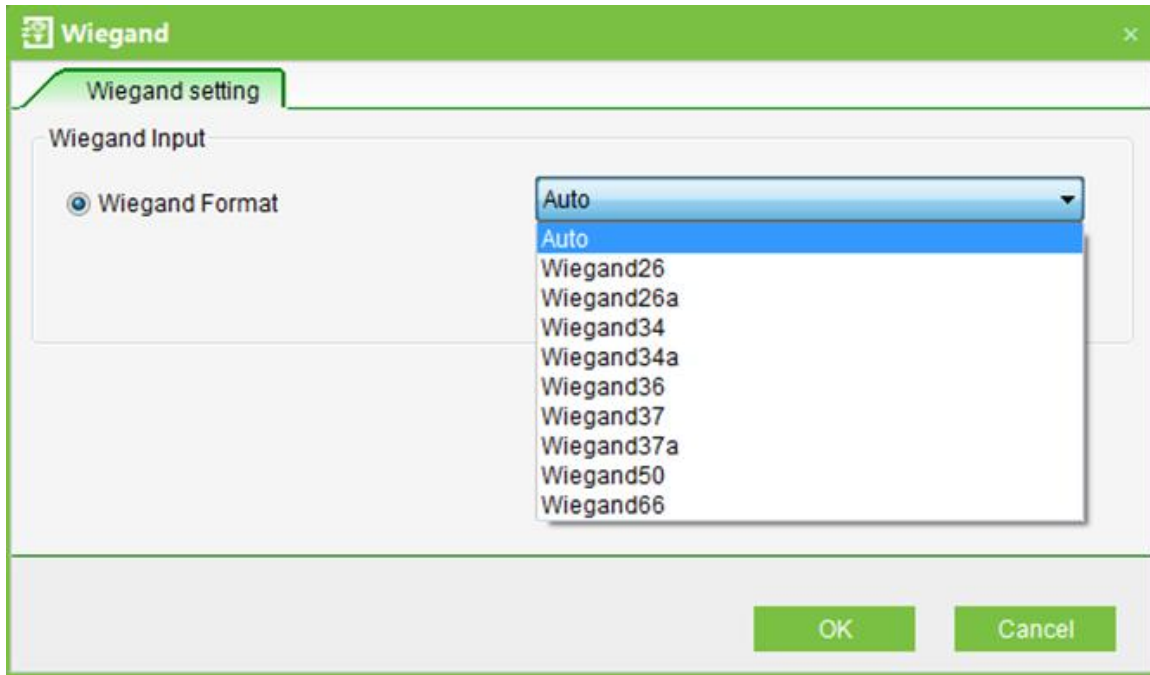 Wiegand
Wiegand setting
Wiegand Input
Wiegand Format
Auto
Auto
Wiegand26
Wiegand26a
Wiegand34
Wiegand34a
Wiegand36
Wiegand37
Wiegand37a
Wiegand50
Wiegand66
OK
Cancel